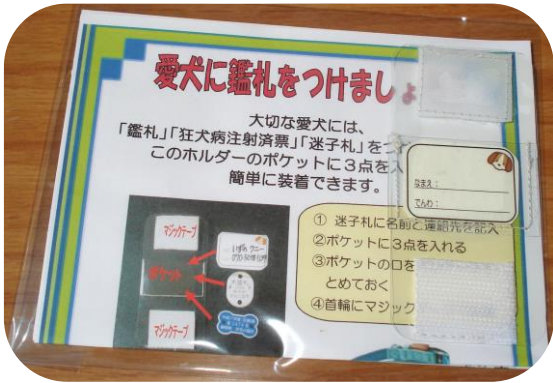 愛犬に鑑札をつけましょ
大切な愛犬には、
「鑑札」「狂犬病注射済票」「迷子札」をつ
このホルダーのポケットに3点を入
簡単に装着できます。
なまえ:
でんわ:
マジックテープ
ポケット
マジックテープ
① 迷子札に名前と連絡先を記入
②ポケットに3点を入れる
③ポケットの口を
とめておく
④首輪にマジック